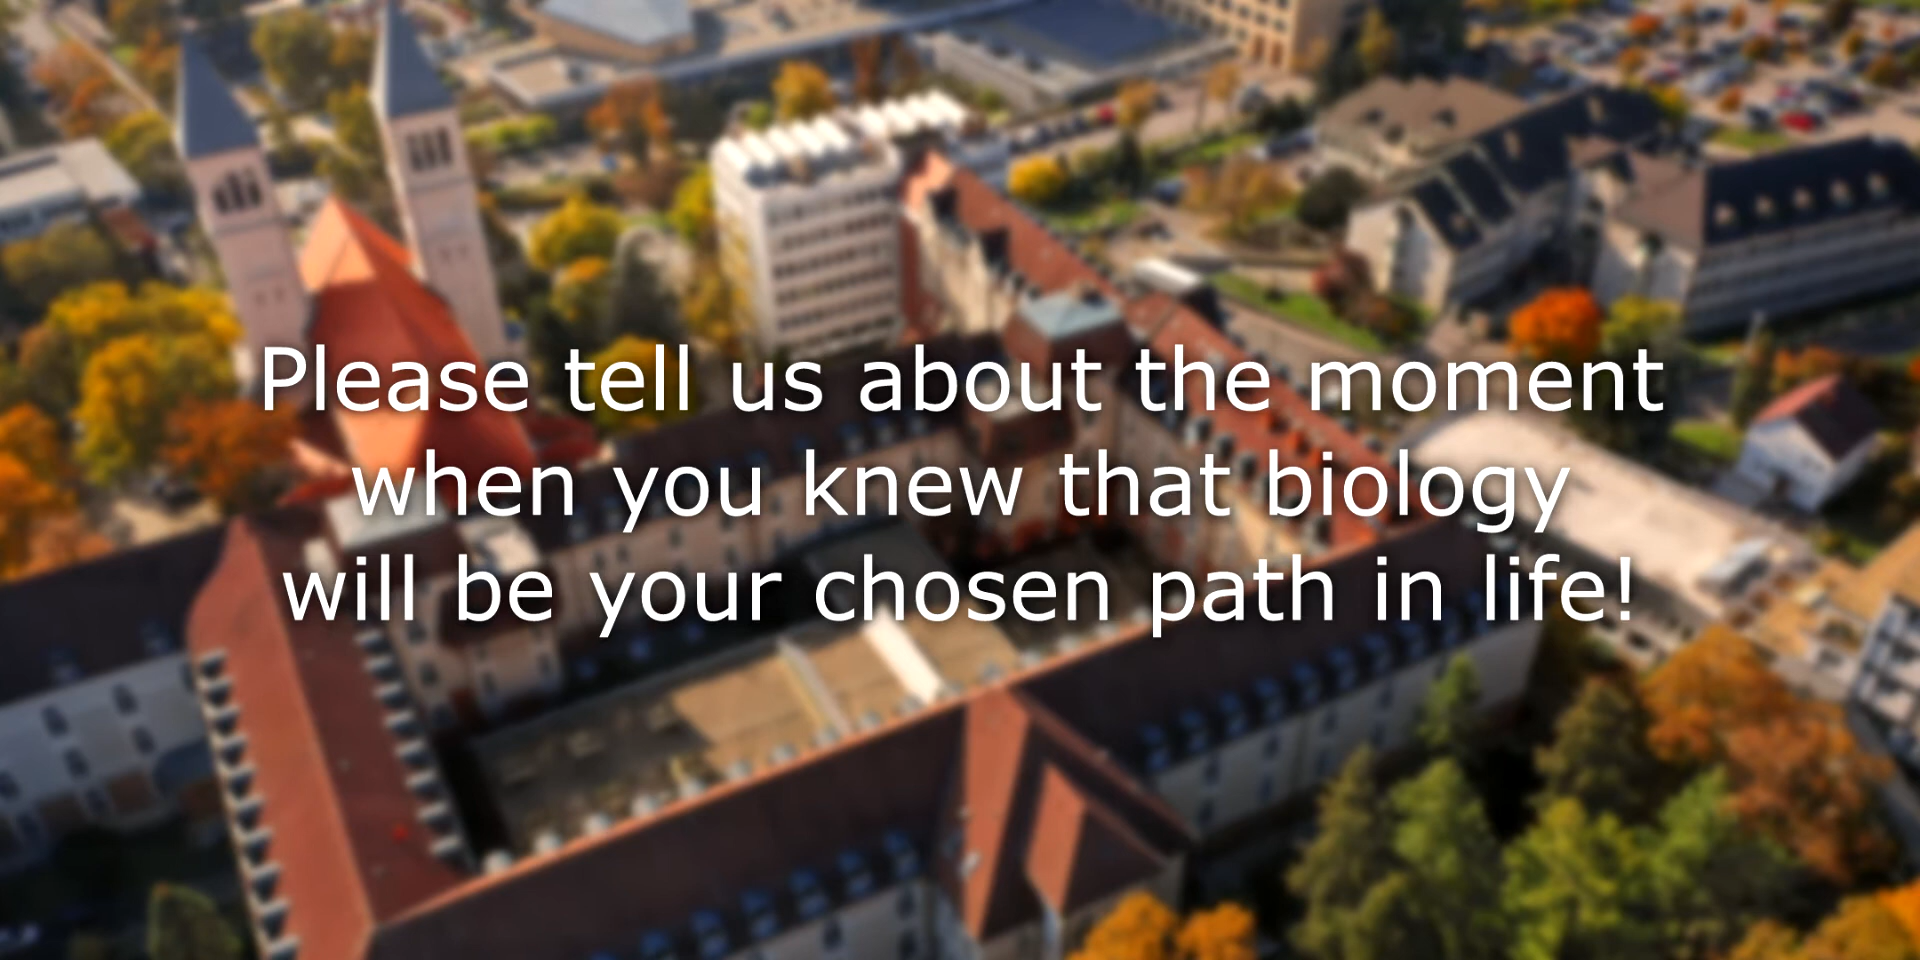 Please tell us about the moment
when you knew that biology
will be your chosen path in life!